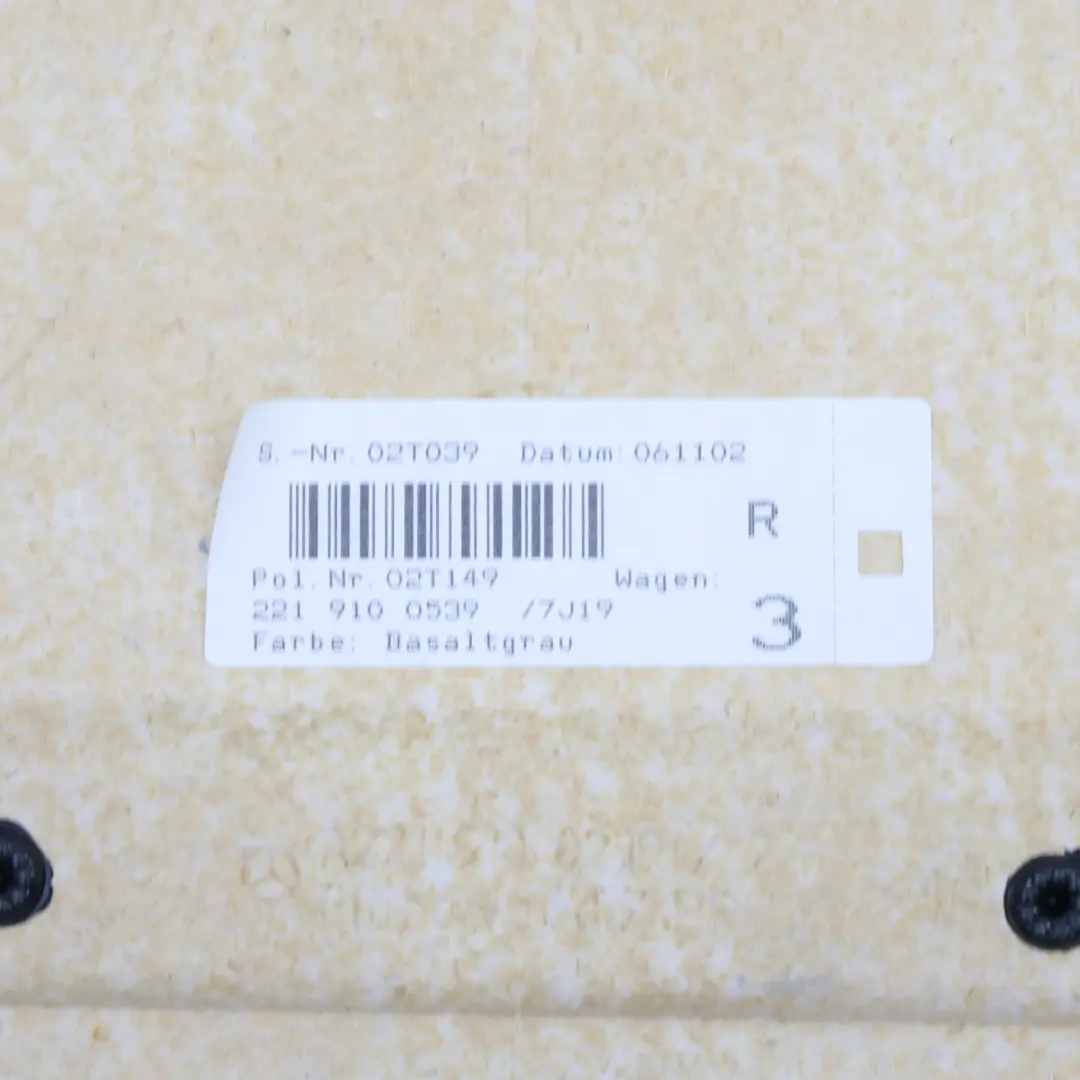 S.-Nr. 02T039 Datum: 061102
R
Pol.Nr. 02T149 Wagen:
221 910 0539 /7J19
3
Farbe: Basaltgrau